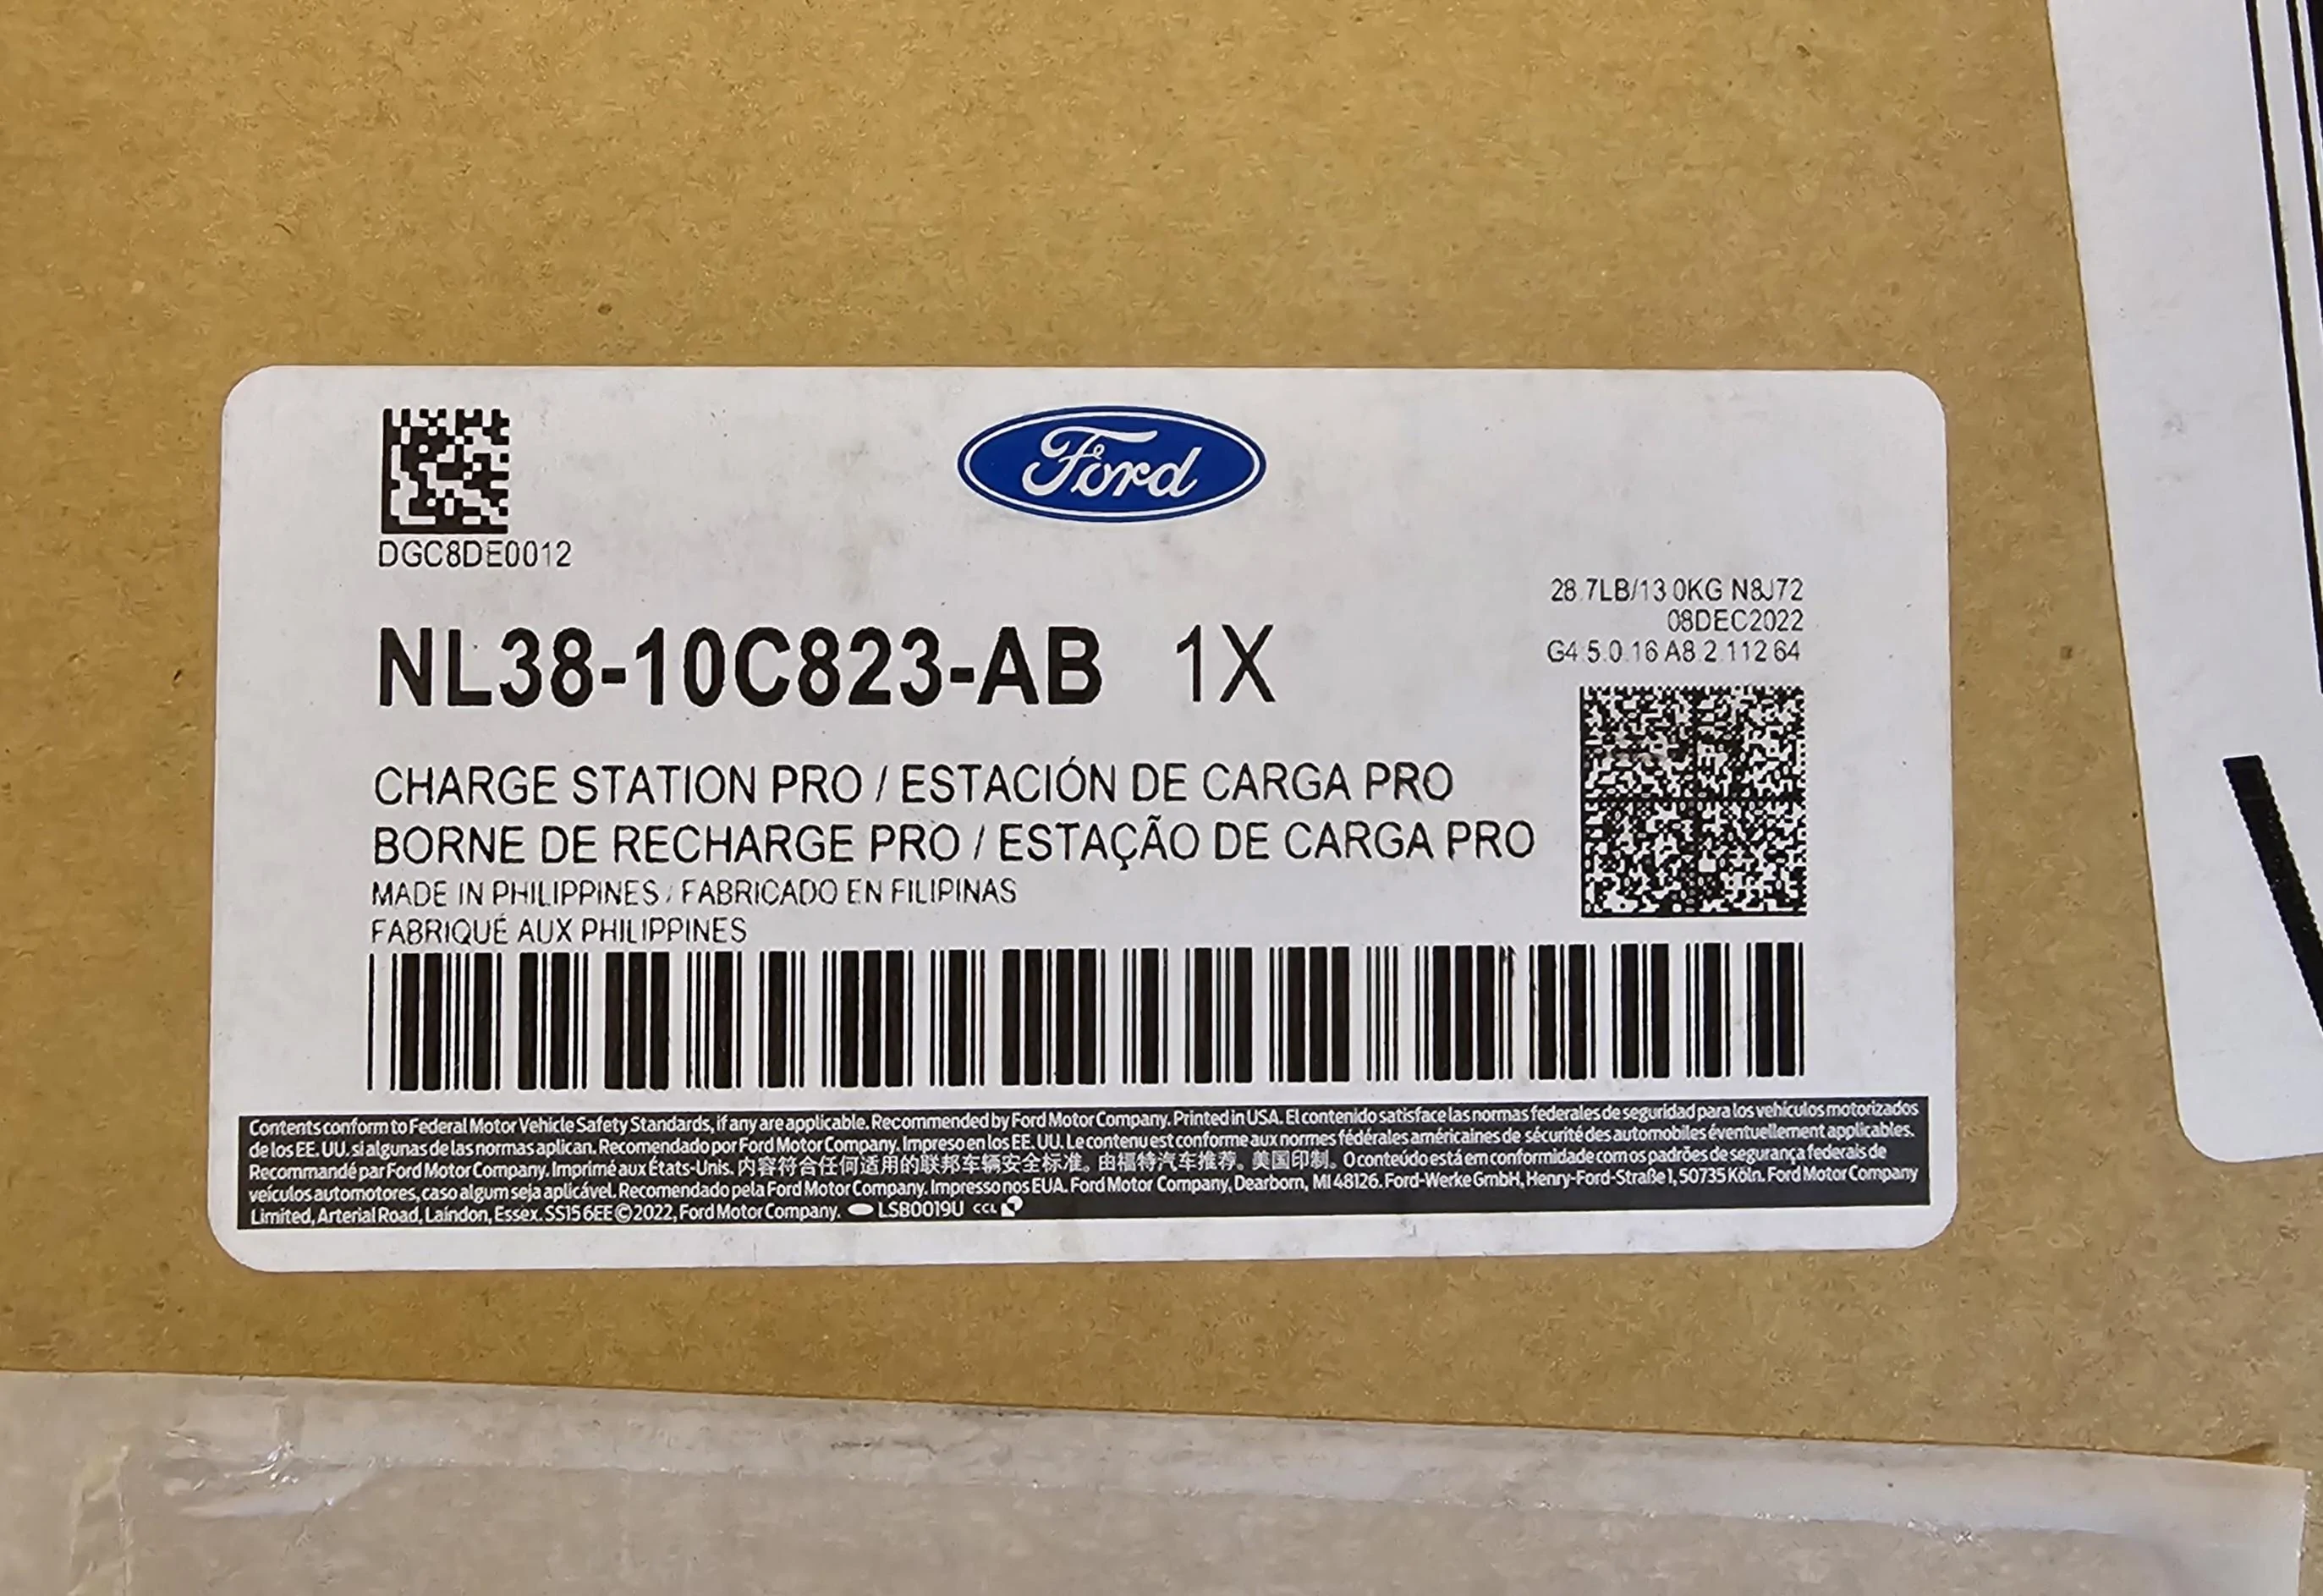 Ford
DGC8DE0012
28.7LB/13.0KG N8J72
08DEC2022
G4.5.0.16 A8.2.112 64
NL38-10C823-AB 1X
CHARGE STATION PRO / ESTACIÓN DE CARGA PRO
BORNE DE RECHARGE PRO / ESTAÇÃO DE CARGA PRO
MADE IN PHILIPPINES / FABRICADO EN FILIPINAS
FABRIQUÉ AUX PHILIPPINES
Contents conform to Federal Motor Vehicle Safety Standards, if any are applicable. Recommended by Ford Motor Company. Printed in USA. El contenido satisface las normas federales de seguridad para los vehículos motorizados
de los EE. UU. si algunas de las normas aplican. Recomendado por Ford Motor Company. Impreso en los EE. UU. Le contenu est conforme aux normes fédérales américaines de sécurité des automobiles éventuellement applicables.
Recommandé par Ford Motor Company. Imprimé aux États-Unis. 内容符合任何适用的联邦车辆安全标准。由福特汽车推荐。美国印制。O conteúdo está em conformidade com os padrões de segurança federais de
veículos automotores, caso algum seja aplicável. Recomendado pela Ford Motor Company. Impresso nos EUA. Ford Motor Company, Dearborn, MI 48126. Ford-Werke GmbH, Henry-Ford-Straße 1, 50735 Köln. Ford Motor Company
Limited, Arterial Road, Laindon, Essex. SS15 6EE ©2022, Ford Motor Company. LSB0019U CCL